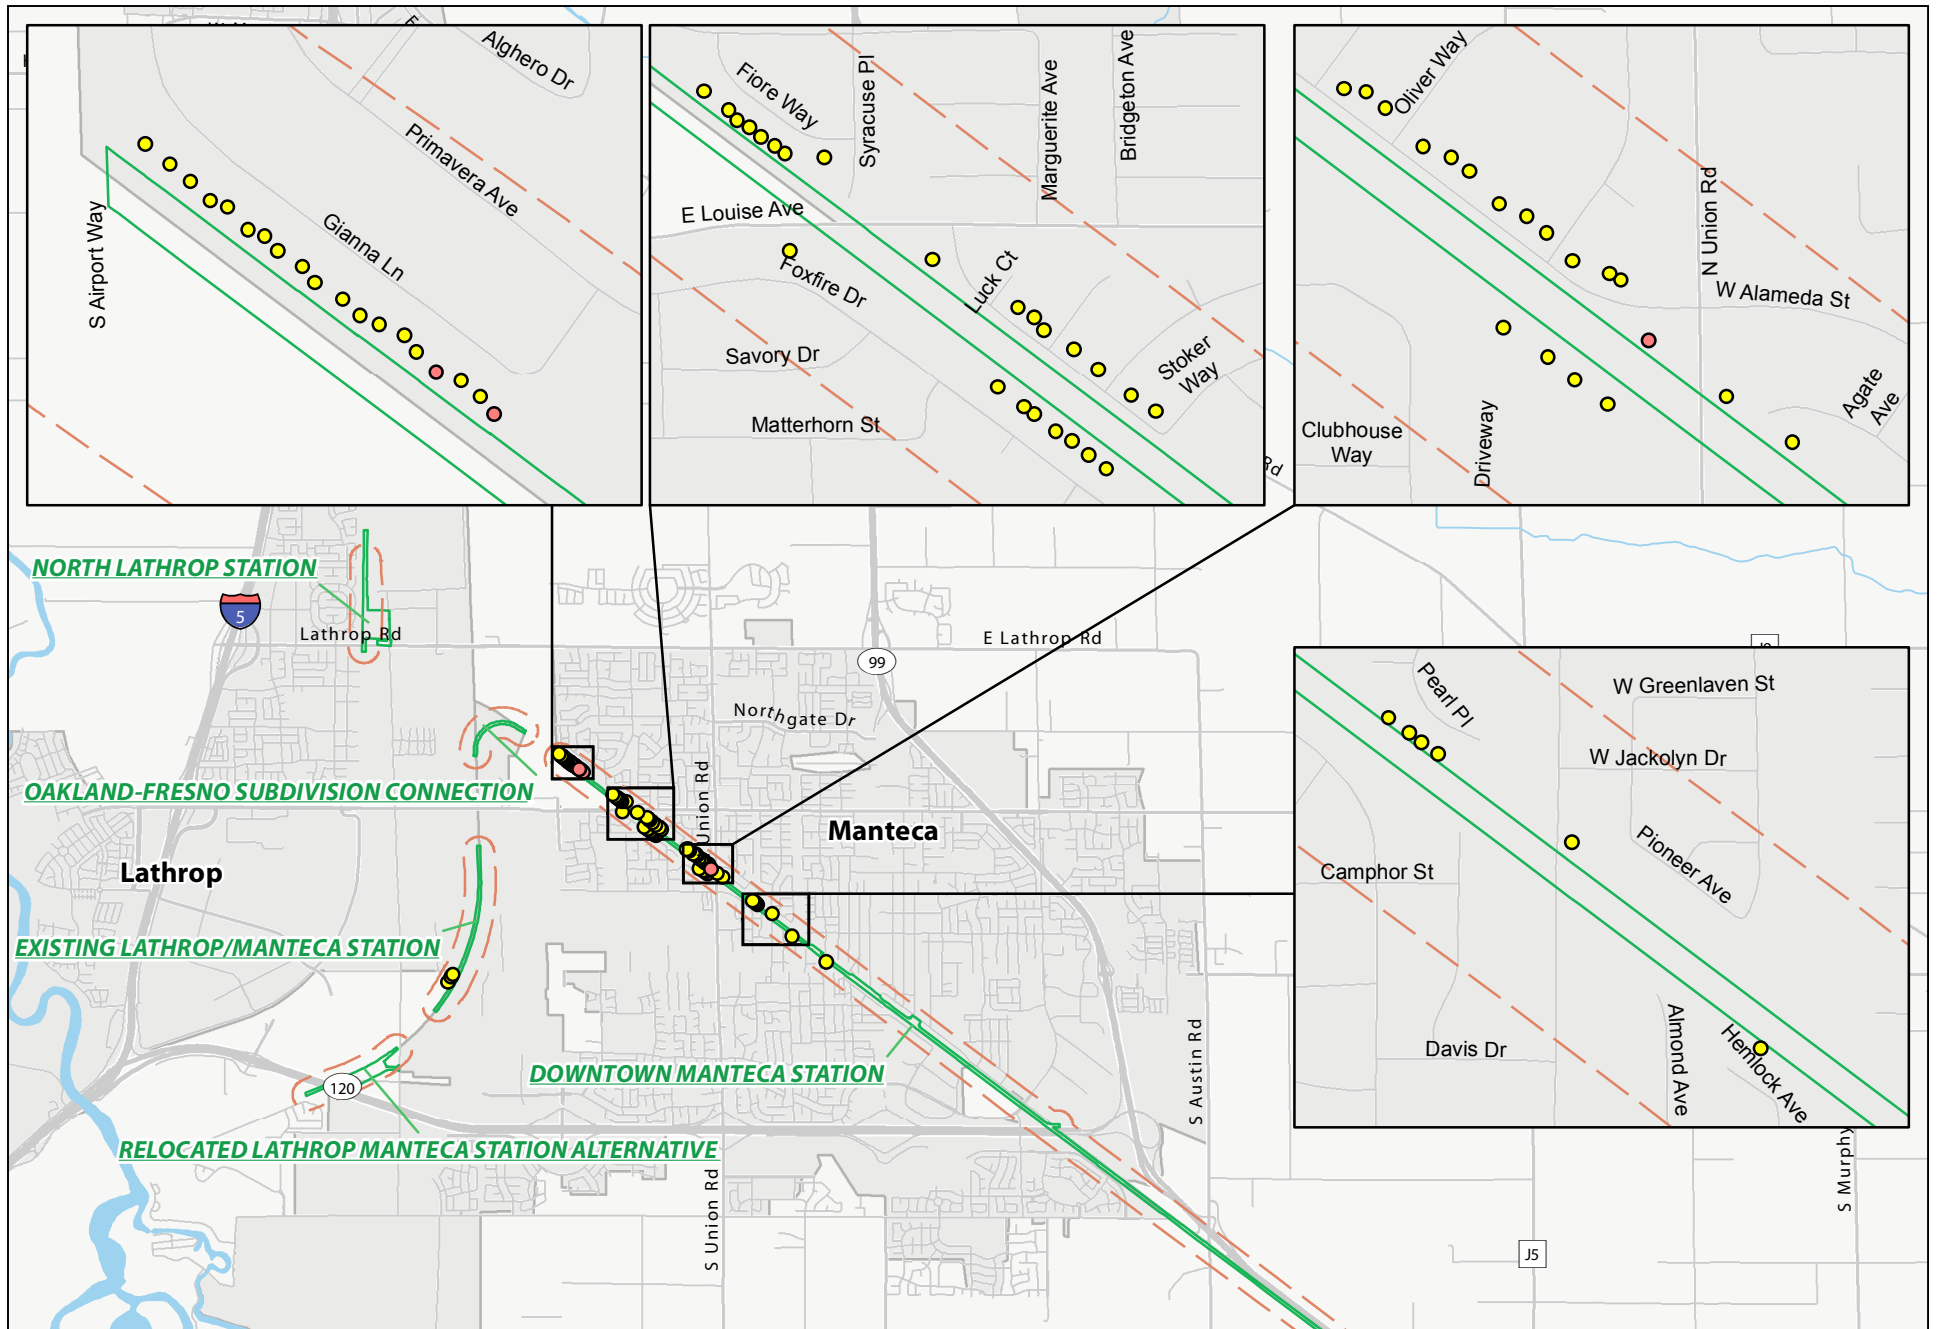 Alghero Dr
Primavera Ave
Gianna Ln
S Airport Way
Fiore Way
Syracuse Pl
Marguerite Ave
Bridgeton Ave
E Louise Ave
Foxfire Dr
Luck Ct
Savory Dr
Stoker
Way
Matterhorn St
Oliver Way
N Union Rd
W Alameda St
Agate
Ave
Clubhouse
Way
Driveway
Rd
NORTH LATHROP STATION
5
Lathrop Rd
E Lathrop Rd
99
Northgate Dr
OAKLAND-FRESNO SUBDIVISION CONNECTION
Union Rd
Manteca
Lathrop
EXISTING LATHROP/MANTECA STATION
DOWNTOWN MANTECA STATION
120
RELOCATED LATHROP MANTECA STATION ALTERNATIVE
S Union Rd
S Austin Rd
Pearl Pl
W Greenlaven St
W Jackolyn Dr
Pioneer Ave
Camphor St
Davis Dr
Almond Ave
Hemlock Ave
S Murphy
J5